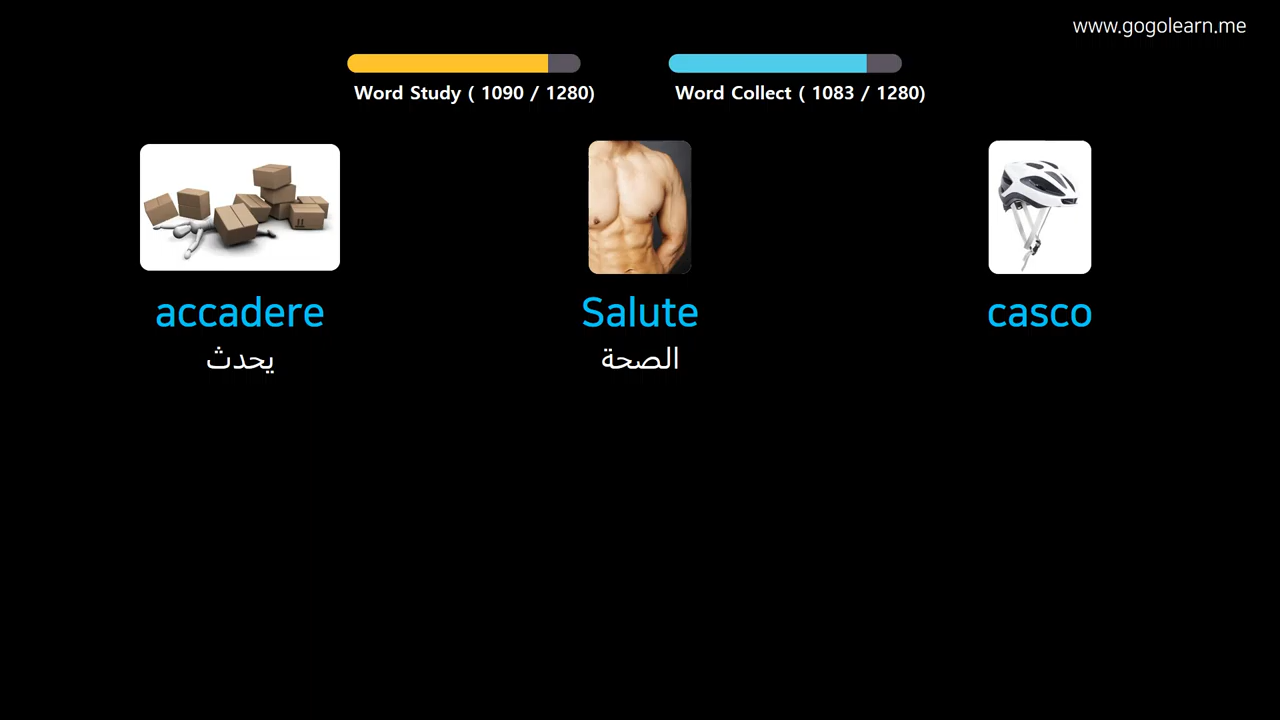 www.gogolearn.me
Word Study ( 1090 / 1280)
Word Collect ( 1083 / 1280)
accadere
يحدث
Salute
الصحة
casco